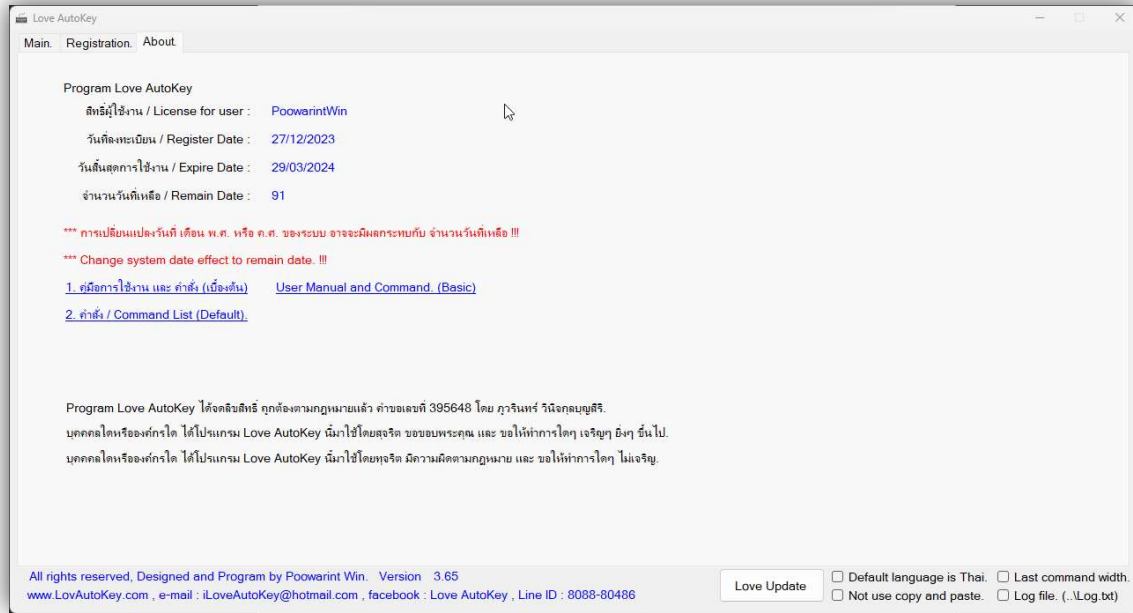 Love AutoKey
Main. Registration. About.
Program Love AutoKey
สิทธิ์ผู้ใช้งาน / License for user : PoowarintWin
วันที่ลงทะเบียน / Register Date : 27/12/2023
วันสิ้นสุดการใช้งาน / Expire Date : 29/03/2024
จำนวนวันที่เหลือ / Remain Date : 91
*** การเปลี่ยนแปลงวันที่ เดือน พ.ศ. หรือ ค.ศ. ของระบบ อาจจะมีผลกระทบกับ จำนวนวันที่เหลือ !!!
*** Change system date effect to remain date. !!!
1. คู่มือการใช้งาน และ คำสั่ง (เบื้องต้น) User Manual and Command. (Basic)
2. คำสั่ง / Command List (Default).
Program Love AutoKey ได้จดลิขสิทธิ์ ถูกต้องตามกฎหมายแล้ว คำขอเลขที่ 395648 โดย ภูวรินทร์ วินิจกุลบุญสิริ.
บุคคลใดหรือองค์กรใด ได้โปรแกรม Love AutoKey นี้มาใช้โดยสุจริต ขอขอบพระคุณ และ ขอให้ทำการใดๆ เจริญๆ ยิ่งๆ ขึ้นไป.
บุคคลใดหรือองค์กรใด ได้โปรแกรม Love AutoKey นี้มาใช้โดยทุจริต มีความผิดตามกฎหมาย และ ขอให้ทำการใดๆ ไม่เจริญ.
All rights reserved, Designed and Program by Poowarint Win. Version 3.65
www.LovAutoKey.com , e-mail : iLoveAutoKey@hotmail.com , facebook : Love AutoKey , Line ID : 8088-80486
Love Update
Default language is Thai. Last command width.
Not use copy and paste. Log file. (..\Log.txt)